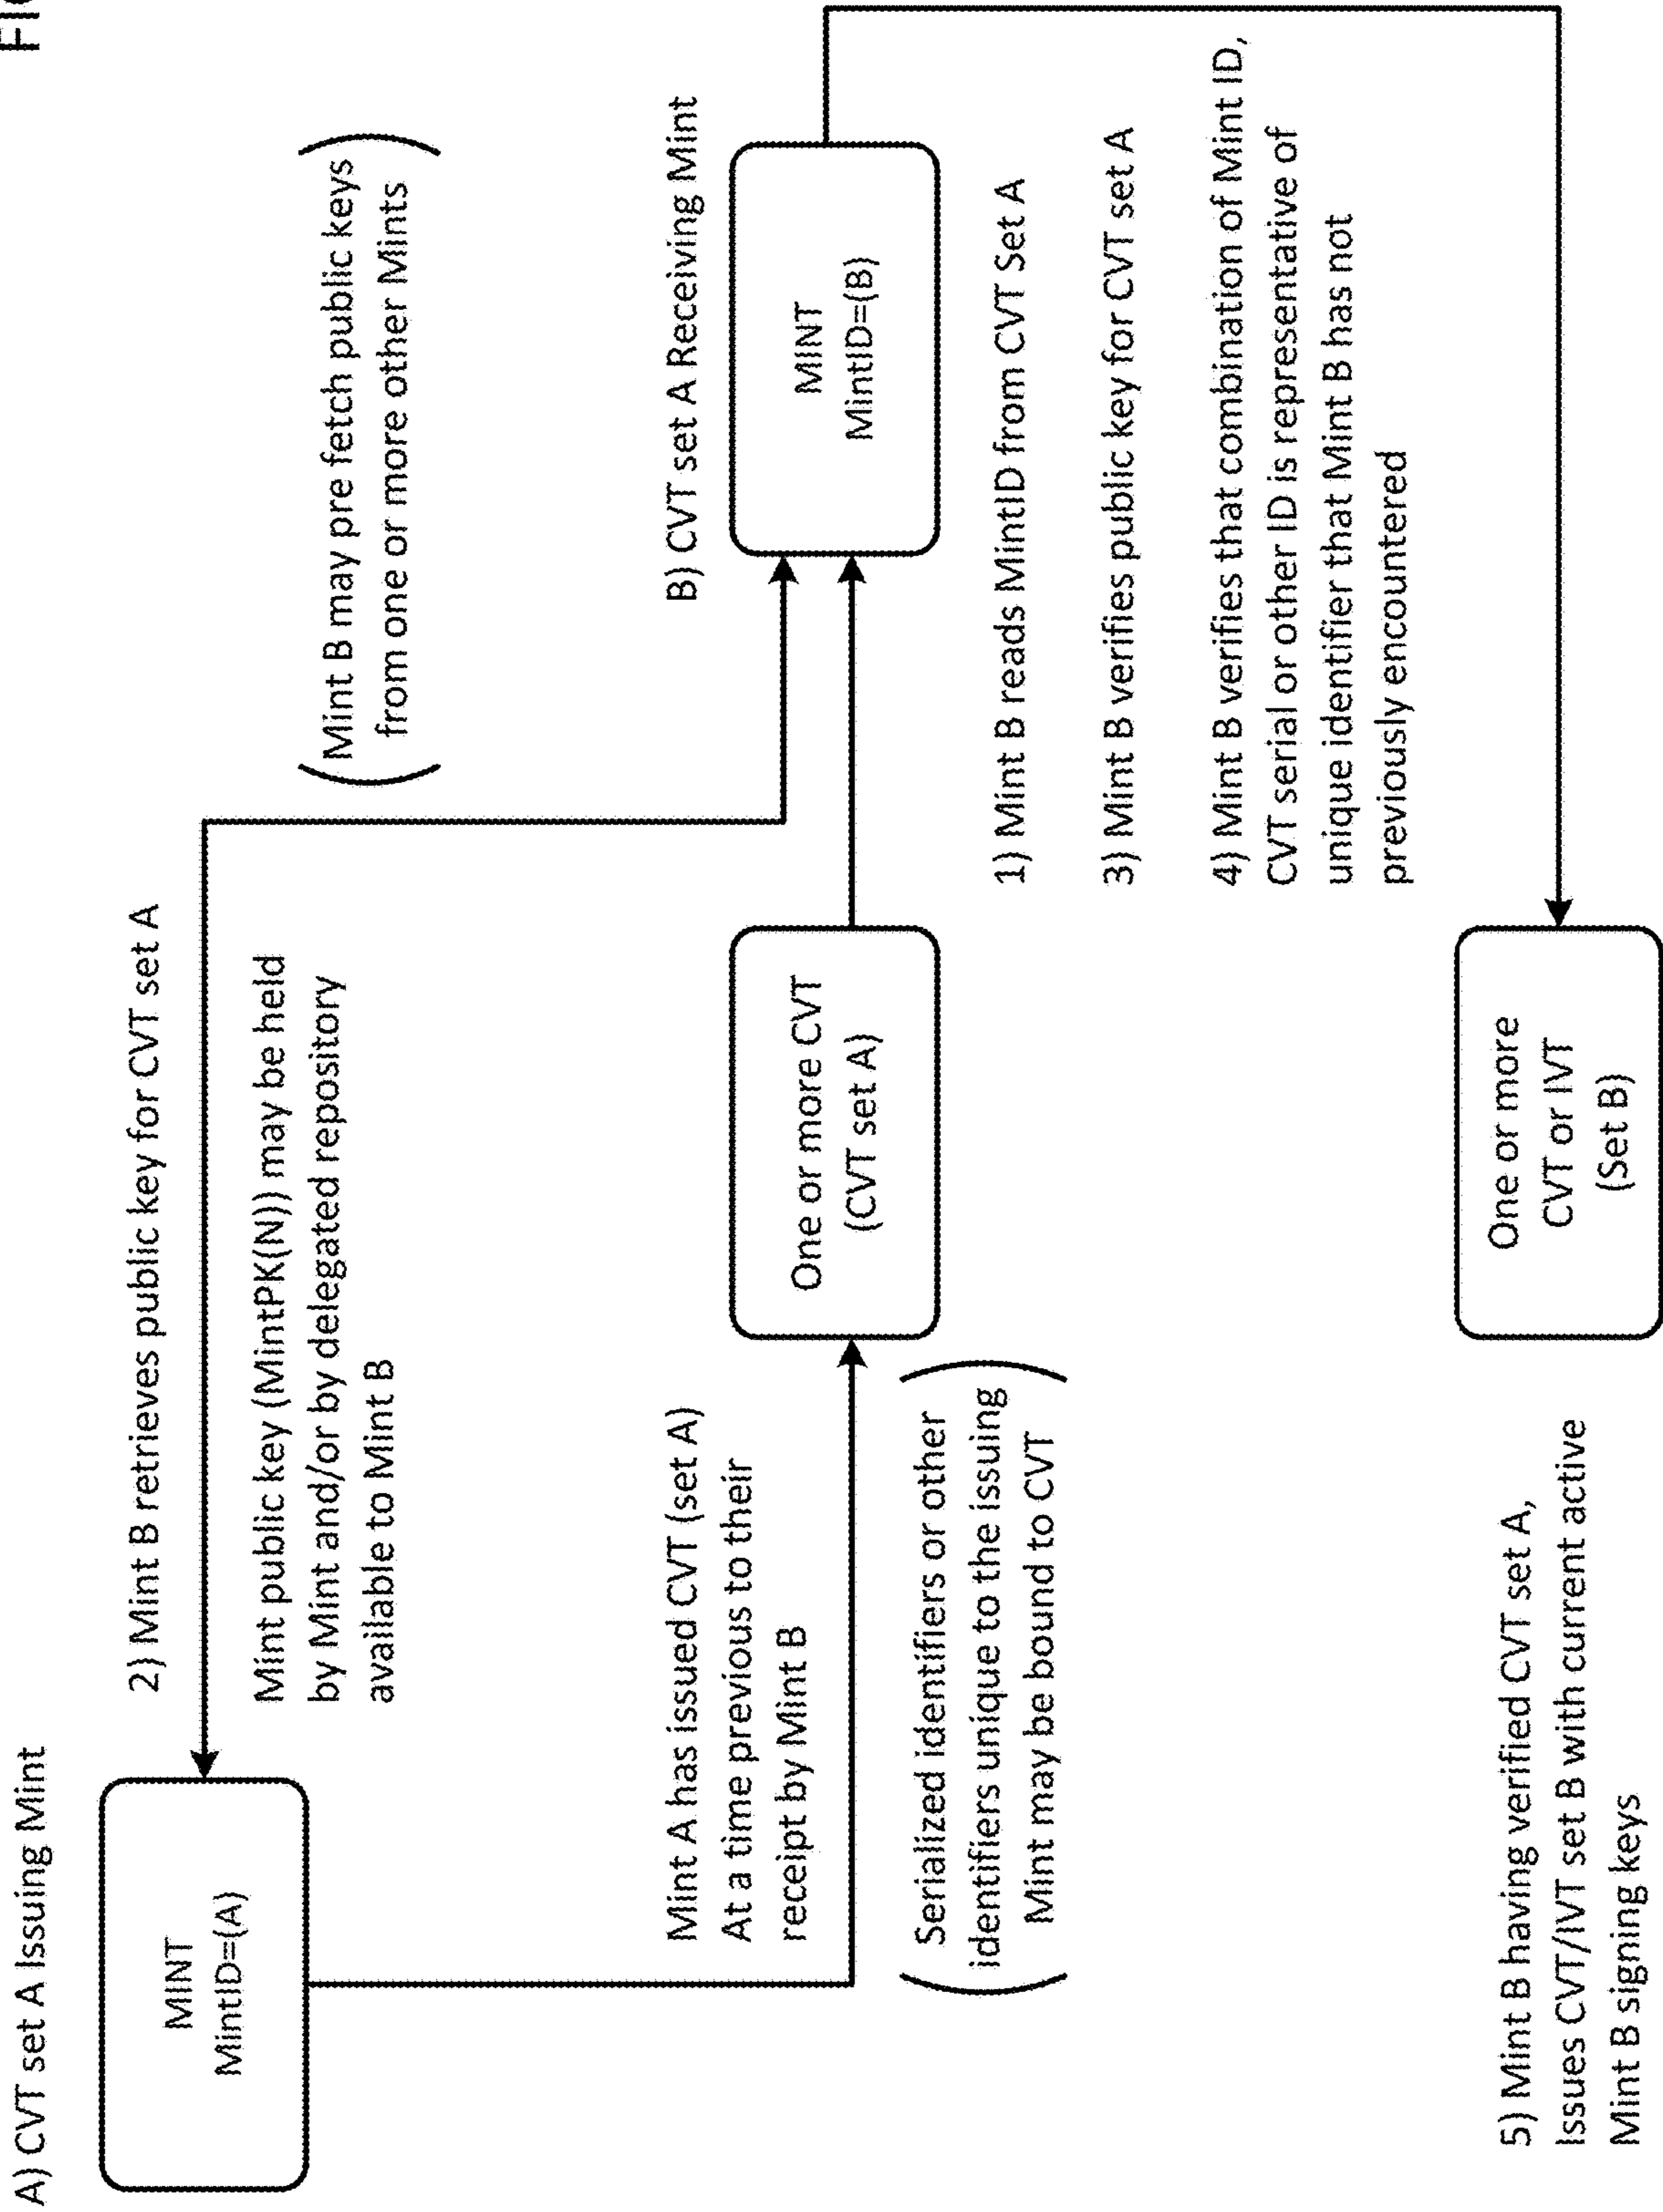 A) CVT set A Issuing Mint
MINT
MintID=(A)
2) Mint B retrieves public key for CVT set A
Mint public key (MintPK(N)) may be held
by Mint and/or by delegated repository
available to Mint B
Mint B may pre fetch public keys
from one or more other Mints
Mint A has issued CVT (set A)
At a time previous to their
receipt by Mint B
Serialized identifiers or other
identifiers unique to the issuing
Mint may be bound to CVT
One or more CVT
(CVT set A)
B) CVT set A Receiving Mint
MINT
MintID=(B)
1) Mint B reads MintID from CVT Set A
3) Mint B verifies public key for CVT set A
4) Mint B verifies that combination of Mint ID,
CVT serial or other ID is representative of
unique identifier that Mint B has not
previously encountered
5) Mint B having verified CVT set A,
Issues CVT/IVT set B with current active
Mint B signing keys
One or more
CVT or IVT
(Set B)